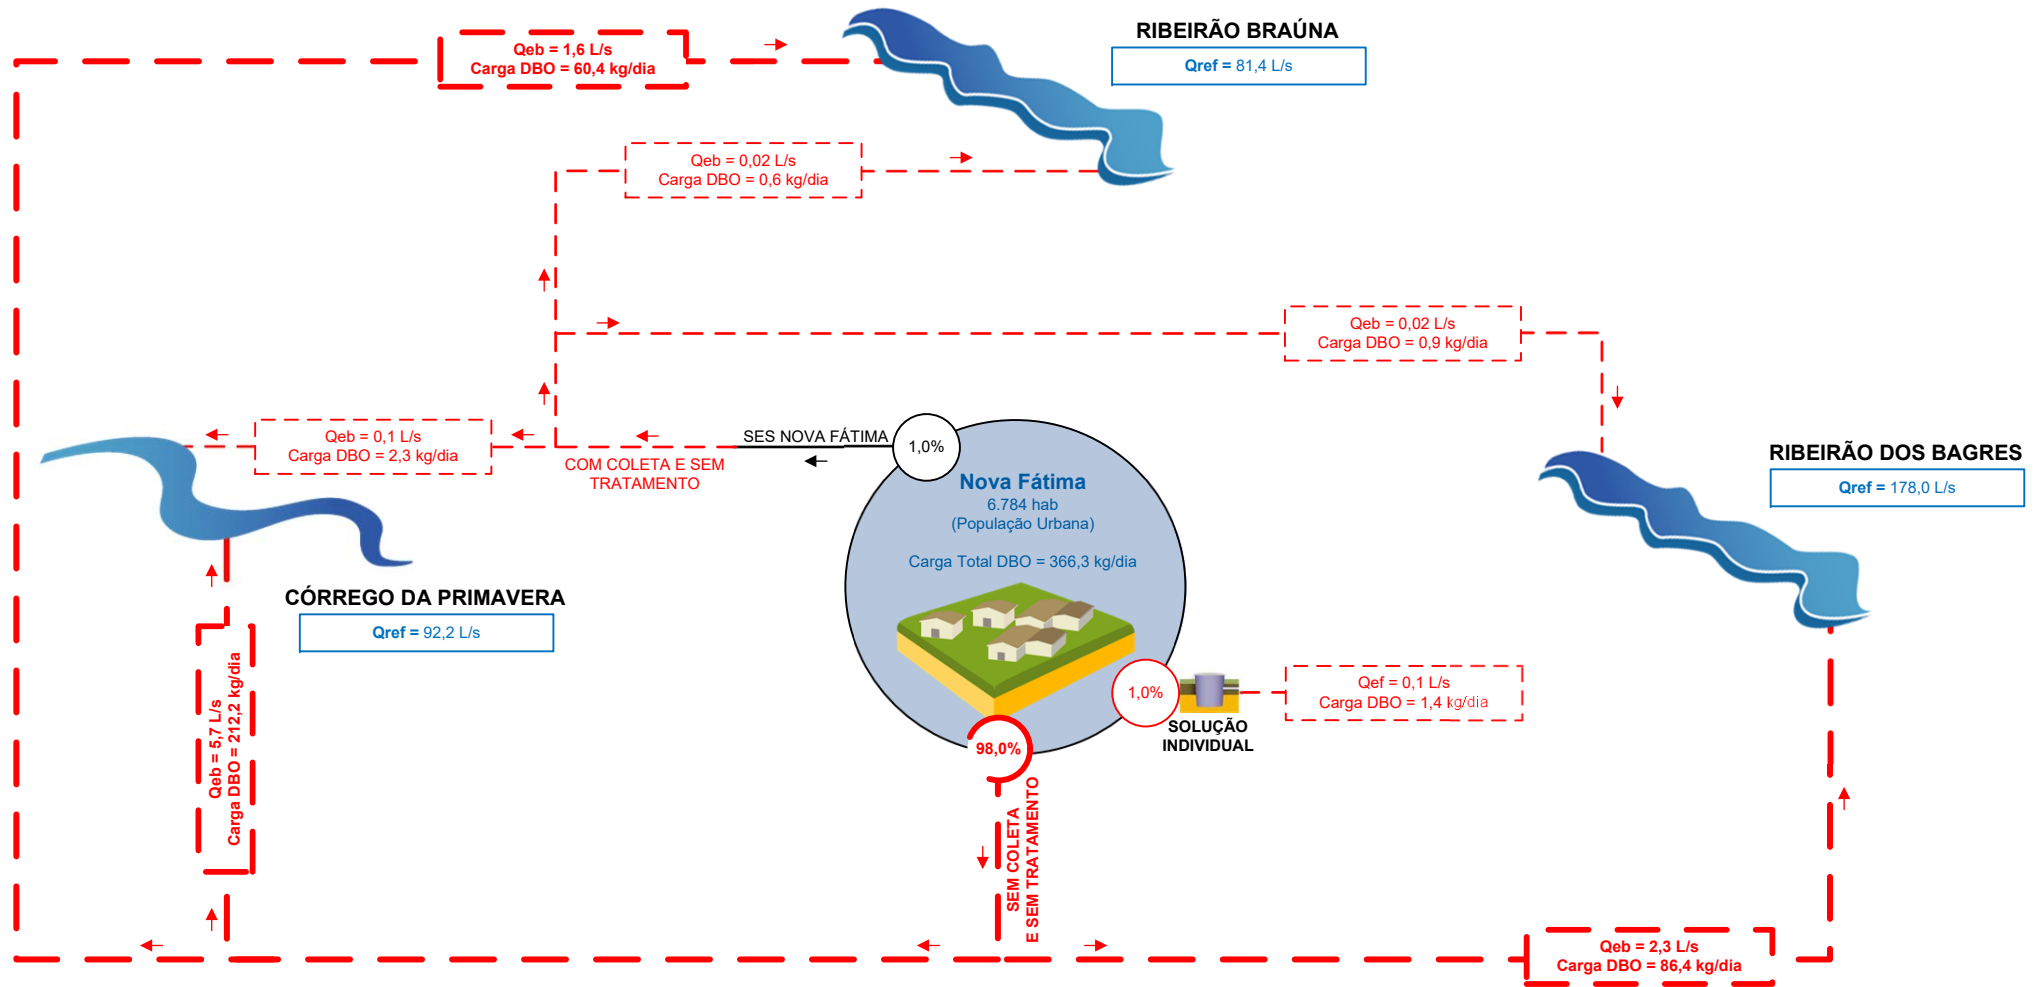 RIBEIRÃO BRAÚNA
Qref = 81,4 L/s
Qeb = 1,6 L/s
Carga DBO = 60,4 kg/dia
Qeb = 0,02 L/s
Carga DBO = 0,6 kg/dia
Qeb = 0,02 L/s
Carga DBO = 0,9 kg/dia
Qeb = 0,1 L/s
Carga DBO = 2,3 kg/dia
COM COLETA E SEM
TRATAMENTO
SES NOVA FÁTIMA
1,0%
Nova Fátima
6.784 hab
(População Urbana)
Carga Total DBO = 366,3 kg/dia
RIBEIRÃO DOS BAGRES
Qref = 178,0 L/s
CÓRREGO DA PRIMAVERA
Qref = 92,2 L/s
Qeb = 5,7 L/s
Carga DBO = 212,2 kg/dia
1,0%
SOLUÇÃO
INDIVIDUAL
Qef = 0,1 L/s
Carga DBO = 1,4 kg/dia
98,0%
SEM COLETA
E SEM TRATAMENTO
Qeb = 2,3 L/s
Carga DBO = 86,4 kg/dia